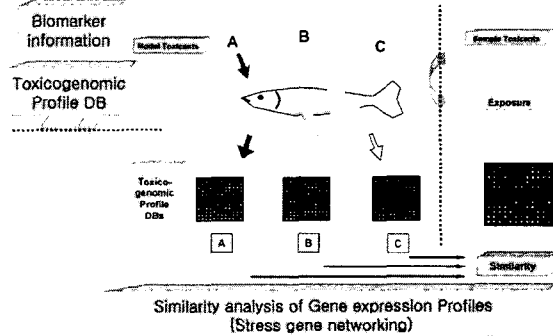 Biomarker
information
Toxicogenomic
Profile DB
Model Toxicants
A
B
C
Sample Toxicants
Exposure
Toxico-
genomic
Profile
DBs
A
B
C
Similarity
Similarity analysis of Gene expression Profiles
(Stress gene networking)